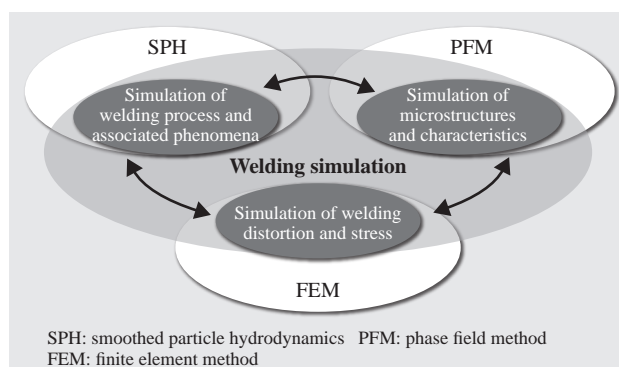 SPH
PFM
Simulation of
welding process and
associated phenomena
Simulation of
microstructures
and characteristics
Welding simulation
Simulation of welding
distortion and stress
FEM
SPH: smoothed particle hydrodynamics PFM: phase field method
FEM: finite element method